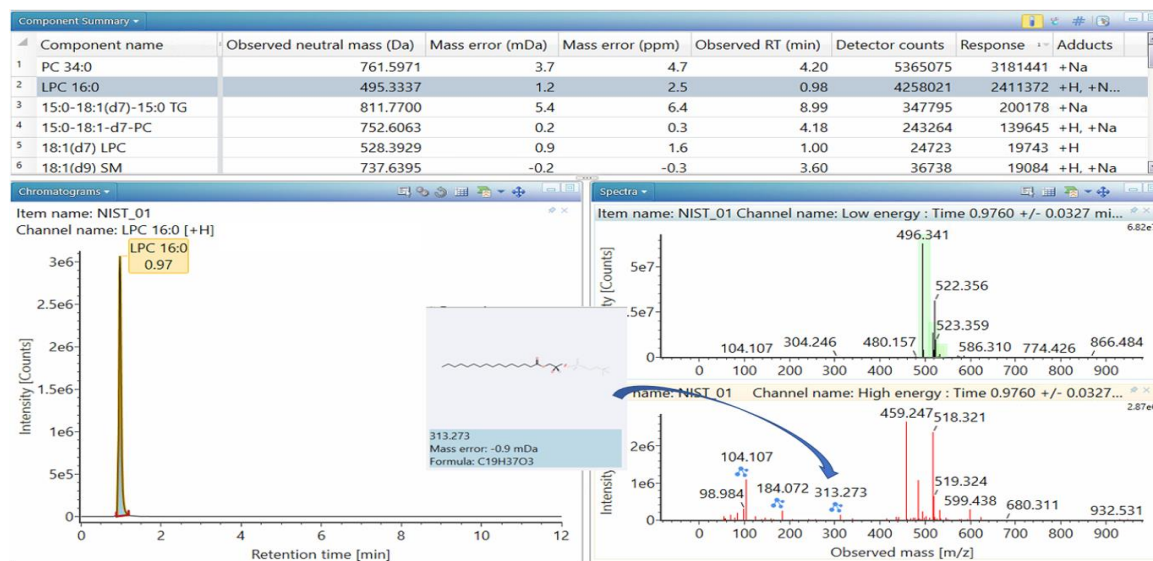 Component Summary
Component name Observed neutral mass (Da) Mass error (mDa) Mass error (ppm) Observed RT (min) Detector counts Response Adducts
1 PC 34:0 761.5971 3.7 4.7 4.20 5365075 3181441 +Na
2 LPC 16:0 495.3337 1.2 2.5 0.98 4258021 2411372 +H, +N...
3 15:0-18:1(d7)-15:0 TG 811.7700 5.4 6.4 8.99 347795 200178 +Na
4 15:0-18:1-d7-PC 752.6063 0.2 0.3 4.18 243264 139645 +H, +Na
5 18:1(d7) LPC 528.3929 0.9 1.6 1.00 24723 19743 +H
6 18:1(d9) SM 737.6395 -0.2 -0.3 3.60 36738 19084 +H, +Na
Chromatograms
Item name: NIST_01
Channel name: LPC 16:0 [+H]
LPC 16:0
0.97
3e6
2.5e6
2e6
1.5e6
1e6
5e5
0
Intensity [Counts]
0 2 4 6 8 10 12
Retention time [min]
313.273
Mass error: -0.9 mDa
Formula: C19H37O3
Spectra
Item name: NIST_01 Channel name: Low energy : Time 0.9760 +/- 0.0327 mi...
6.82e7
496.341
5e7
522.356
.5e7
523.359
104.107 304.246 480.157 586.310 774.426 866.484
0
nsity [Counts]
0 100 200 300 400 500 600 700 800 900
name: NIST_01 Channel name: High energy : Time 0.9760 +/- 0.0327...
2.87e6
459.247 518.321
2e6
104.107
184.072 313.273
1e6
98.984
519.324
599.438 680.311 932.531
0
Intensity [Counts]
0 100 200 300 400 500 600 700 800 900
Observed mass [m/z]